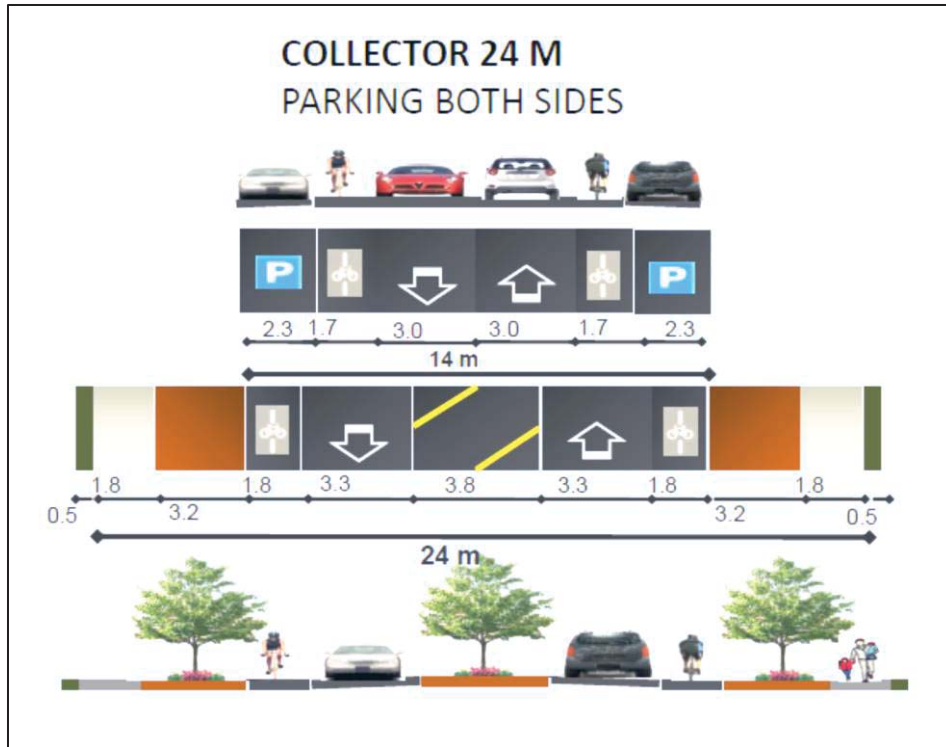 COLLECTOR 24 M
PARKING BOTH SIDES
P
P
2.3 1.7 3.0 3.0 1.7 2.3
14 m
1.8 1.8 3.3 3.8 3.3 1.8 1.8
0.5 3.2 3.2 0.5
24 m